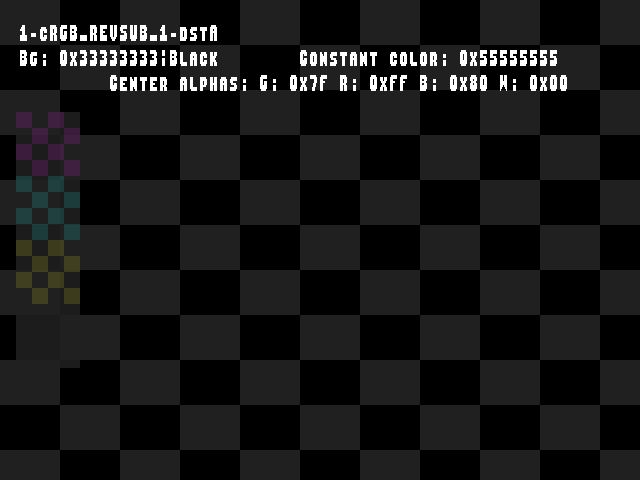 1-cRGB_REVSUB_1-dstA
Bg: 0x33333333¦Black Constant color: 0x55555555
Center alphas: G: 0x7F R: 0xFF B: 0x80 W: 0x00